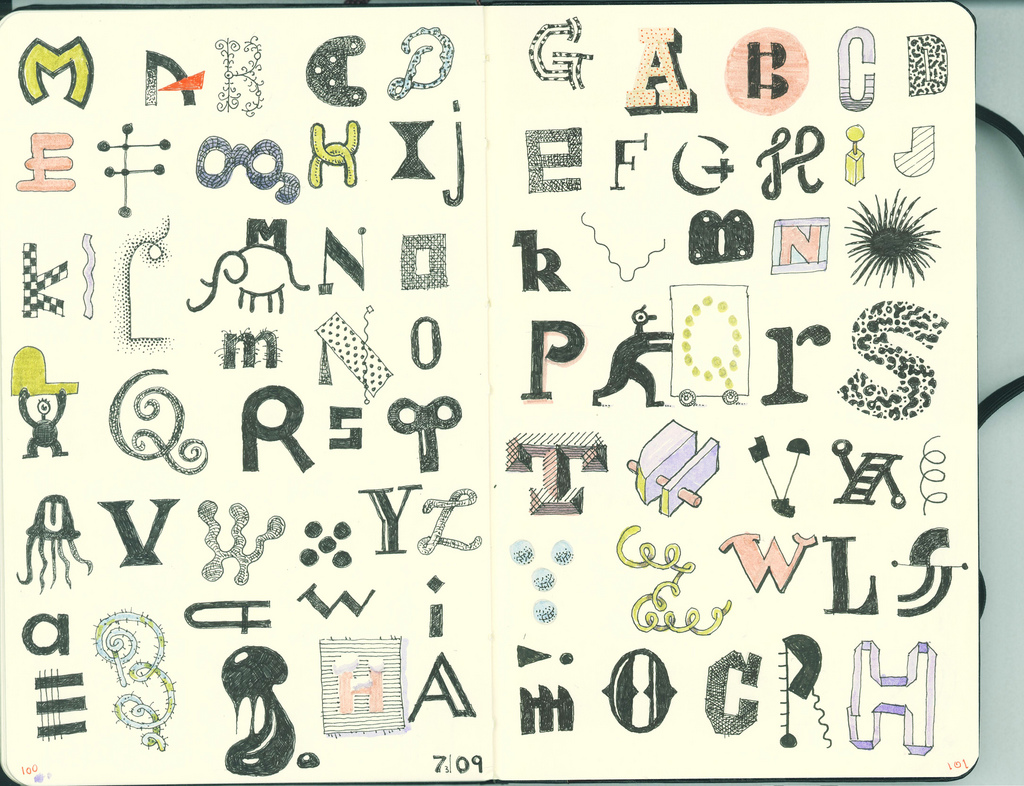 M A B C D
E F g H I j
K l L M N O
m N O
P Q R S T
U V W X Y Z
a B A W i
E H A
7/09
100
G A B C D
E F G H I J
k V M N
P Q r S
T V X
Y W L S
i m O C R H
101